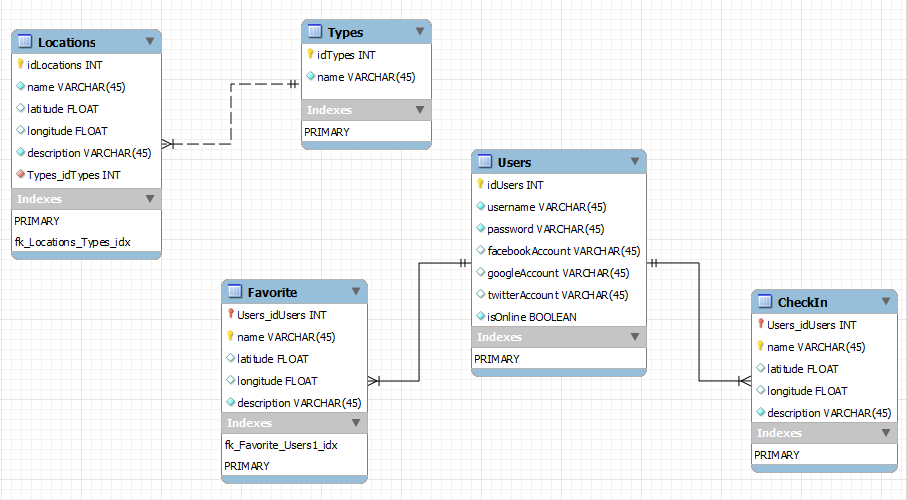 Locations
idLocations INT
name VARCHAR(45)
latitude FLOAT
longitude FLOAT
description VARCHAR(45)
Types_idTypes INT
Indexes
PRIMARY
fk_Locations_Types_idx
Types
idTypes INT
name VARCHAR(45)
Indexes
PRIMARY
Users
idUsers INT
username VARCHAR(45)
password VARCHAR(45)
facebookAccount VARCHAR(45)
googleAccount VARCHAR(45)
twitterAccount VARCHAR(45)
isOnline BOOLEAN
Indexes
PRIMARY
Favorite
Users_idUsers INT
name VARCHAR(45)
latitude FLOAT
longitude FLOAT
description VARCHAR(45)
Indexes
fk_Favorite_Users1_idx
PRIMARY
CheckIn
Users_idUsers INT
name VARCHAR(45)
latitude FLOAT
longitude FLOAT
description VARCHAR(45)
Indexes
PRIMARY